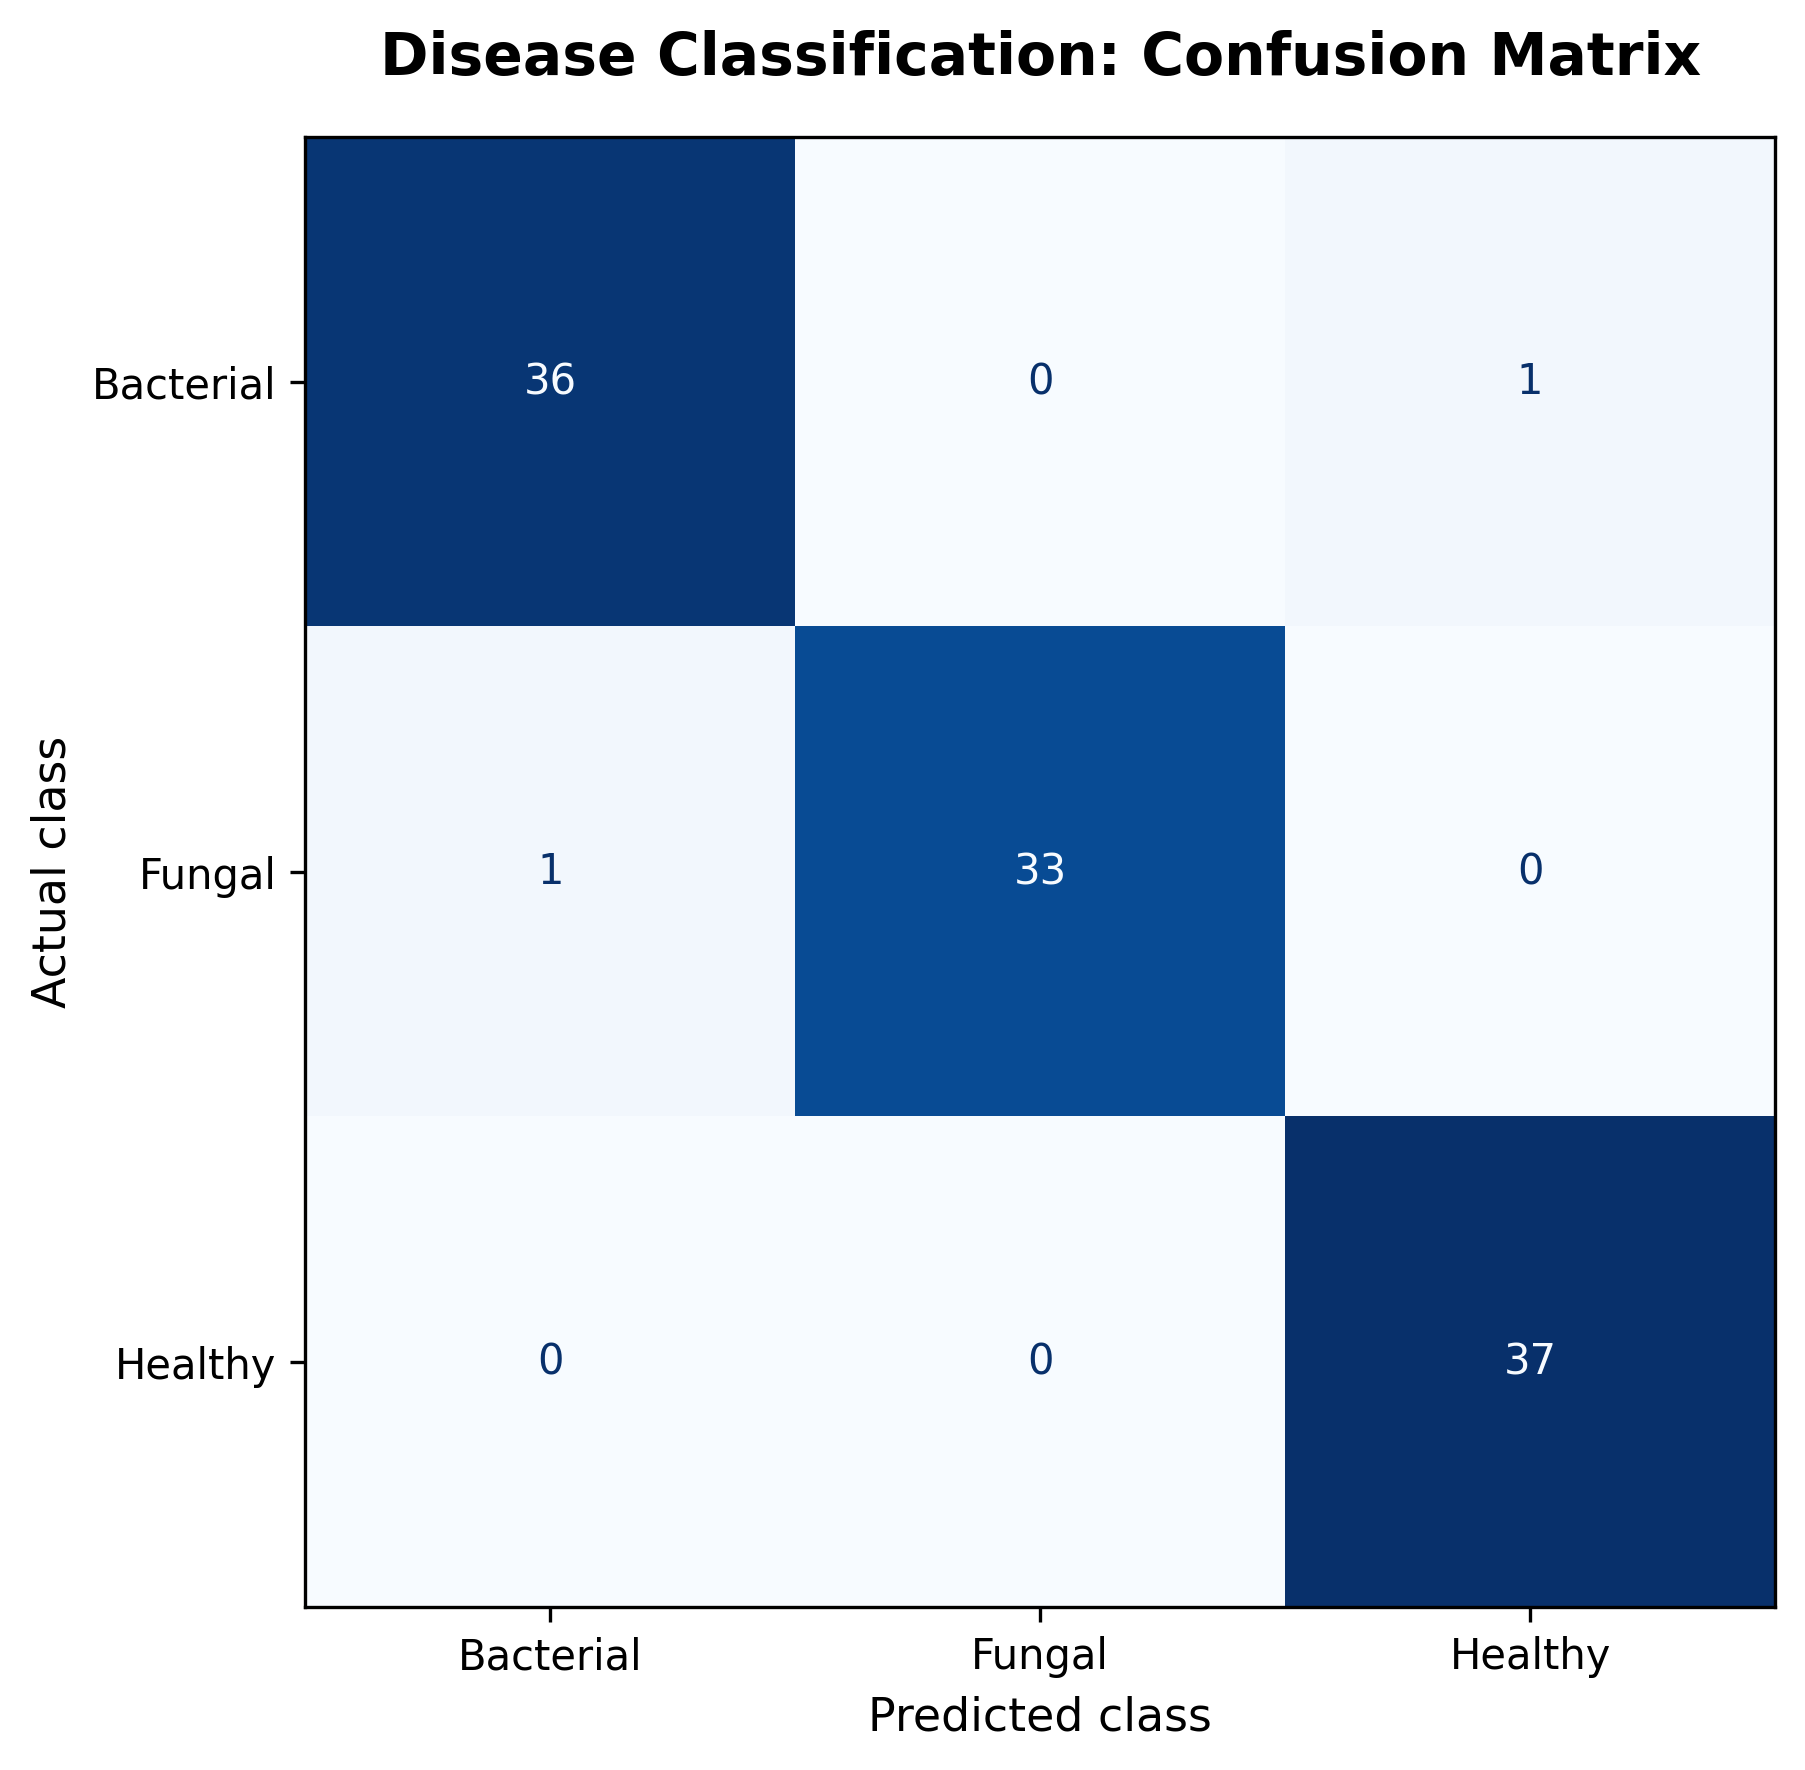 Disease Classification: Confusion Matrix
Actual class
Bacterial
36 0 1
Fungal
1 33 0
Healthy
0 0 37
Bacterial Fungal Healthy
Predicted class